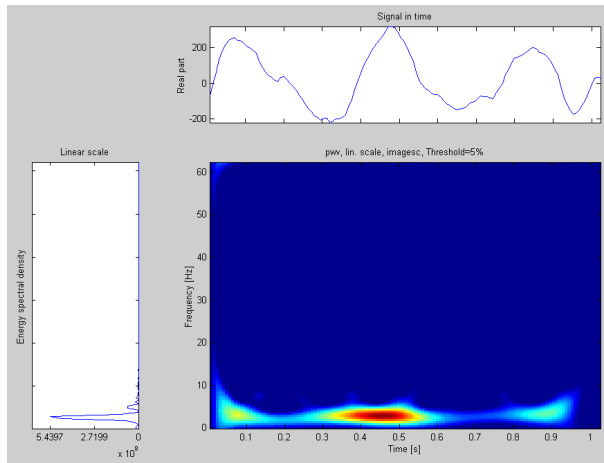 Signal in time
Real part
200
0
-200
Linear scale
Energy spectral density
5.4397 2.7199 0
x 10^8
pwv, lin. scale, imagesc, Threshold=5%
Frequency [Hz]
60
50
40
30
20
10
0
0.1 0.2 0.3 0.4 0.5 0.6 0.7 0.8 0.9 1
Time [s]